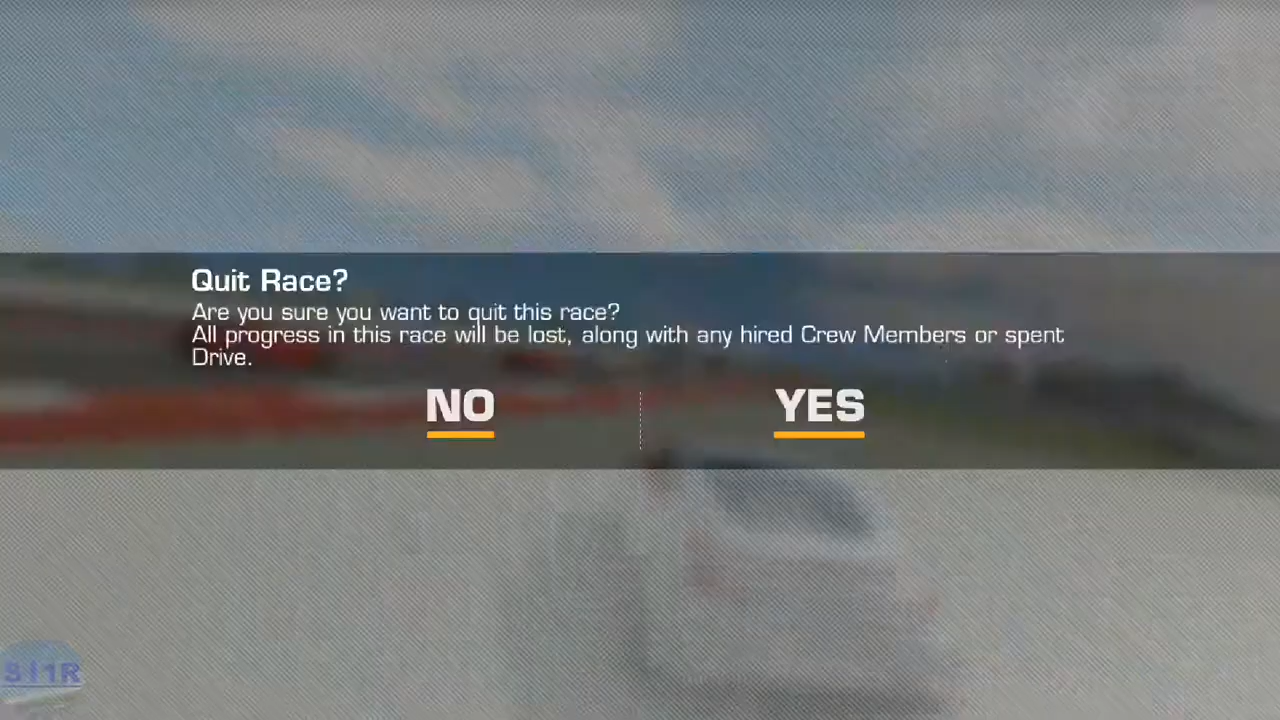 Quit Race?
Are you sure you want to quit this race?
All progress in this race will be lost, along with any hired Crew Members or spent
Drive.
NO
YES